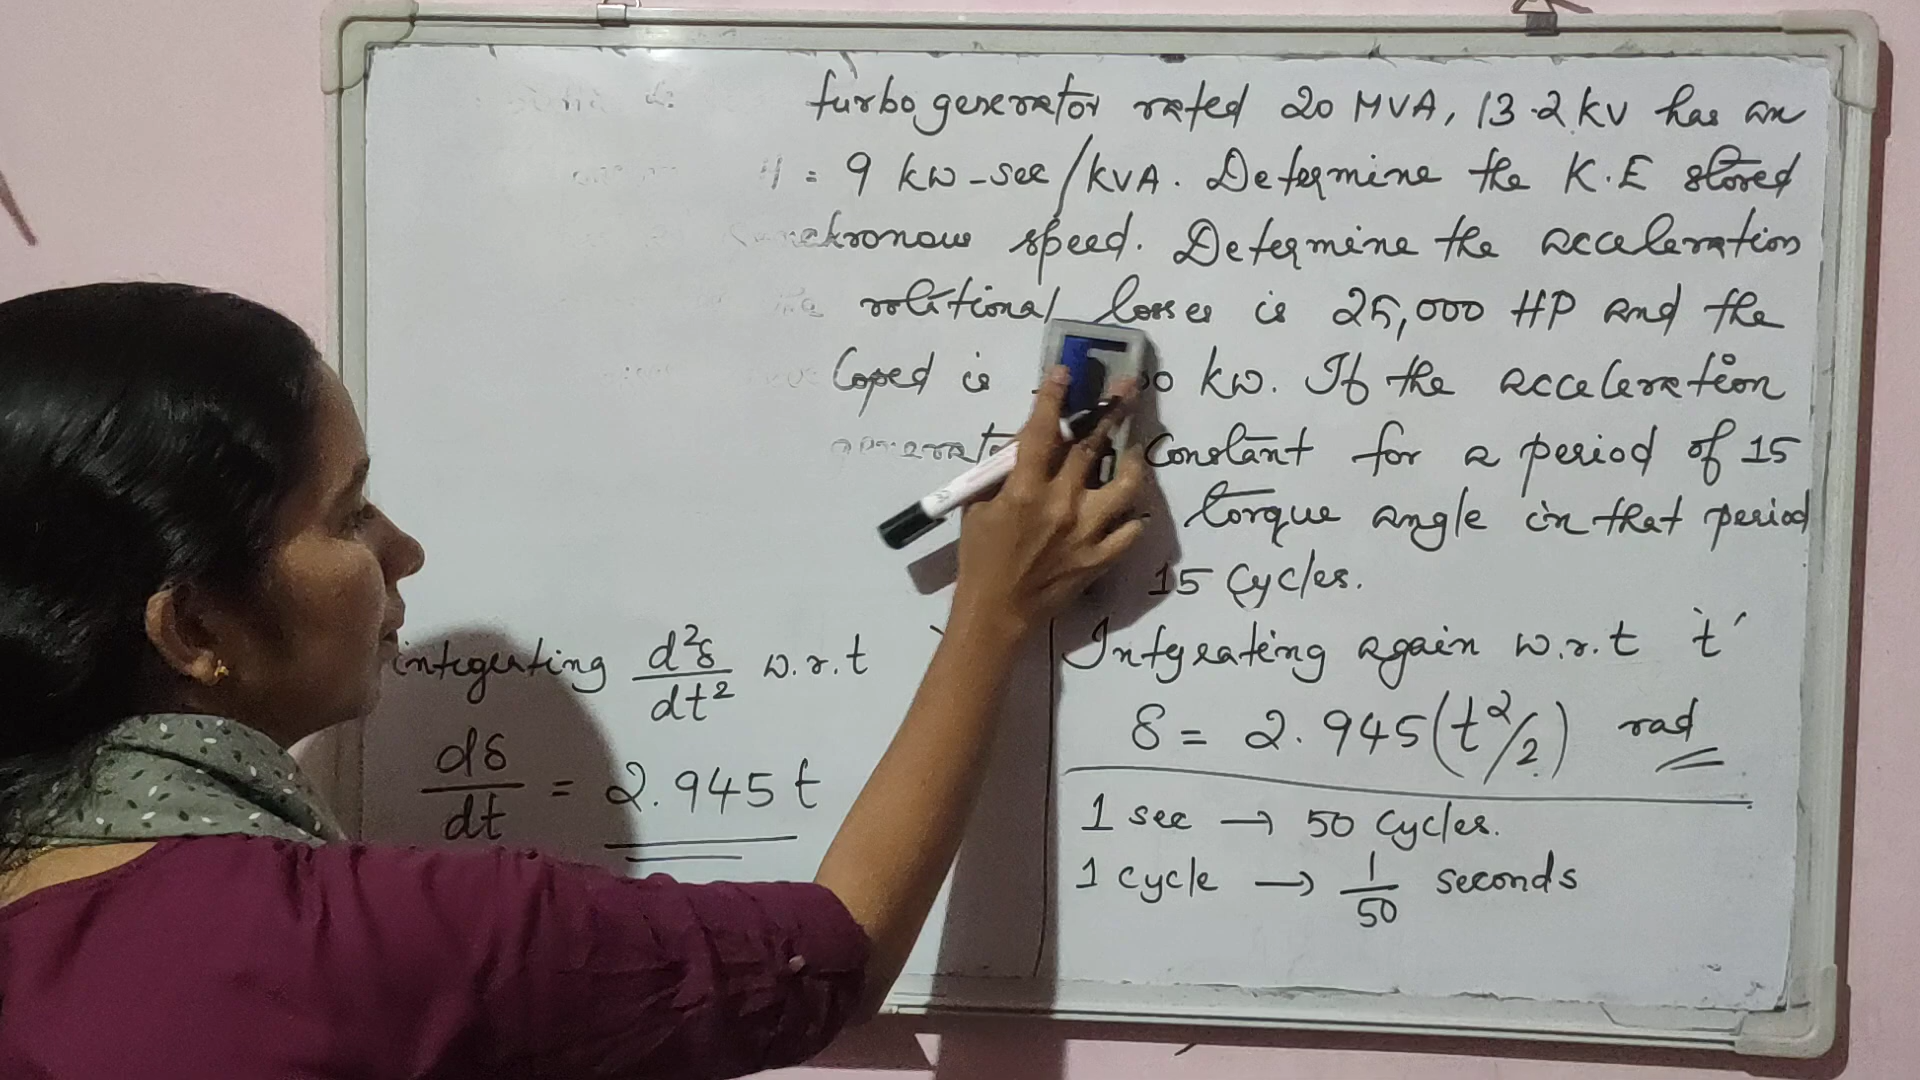 turbogenerator rated 20 MVA, 13.2 kV has an
H = 9 kw-sec/kVA. Determine the K.E stored
speed. Determine the acceleration
rotitional losses is 25,000 HP and the
loped is kw. If the acceleration
constant for a period of 15
torque angle in that period
15 cycles.
integrating d²δ/dt² w.r.t
dδ/dt = 2.945t
Integrating again w.r.t 't'
δ = 2.945(t²/2) rad
1 sec → 50 cycles.
1 cycle → 1/50 seconds